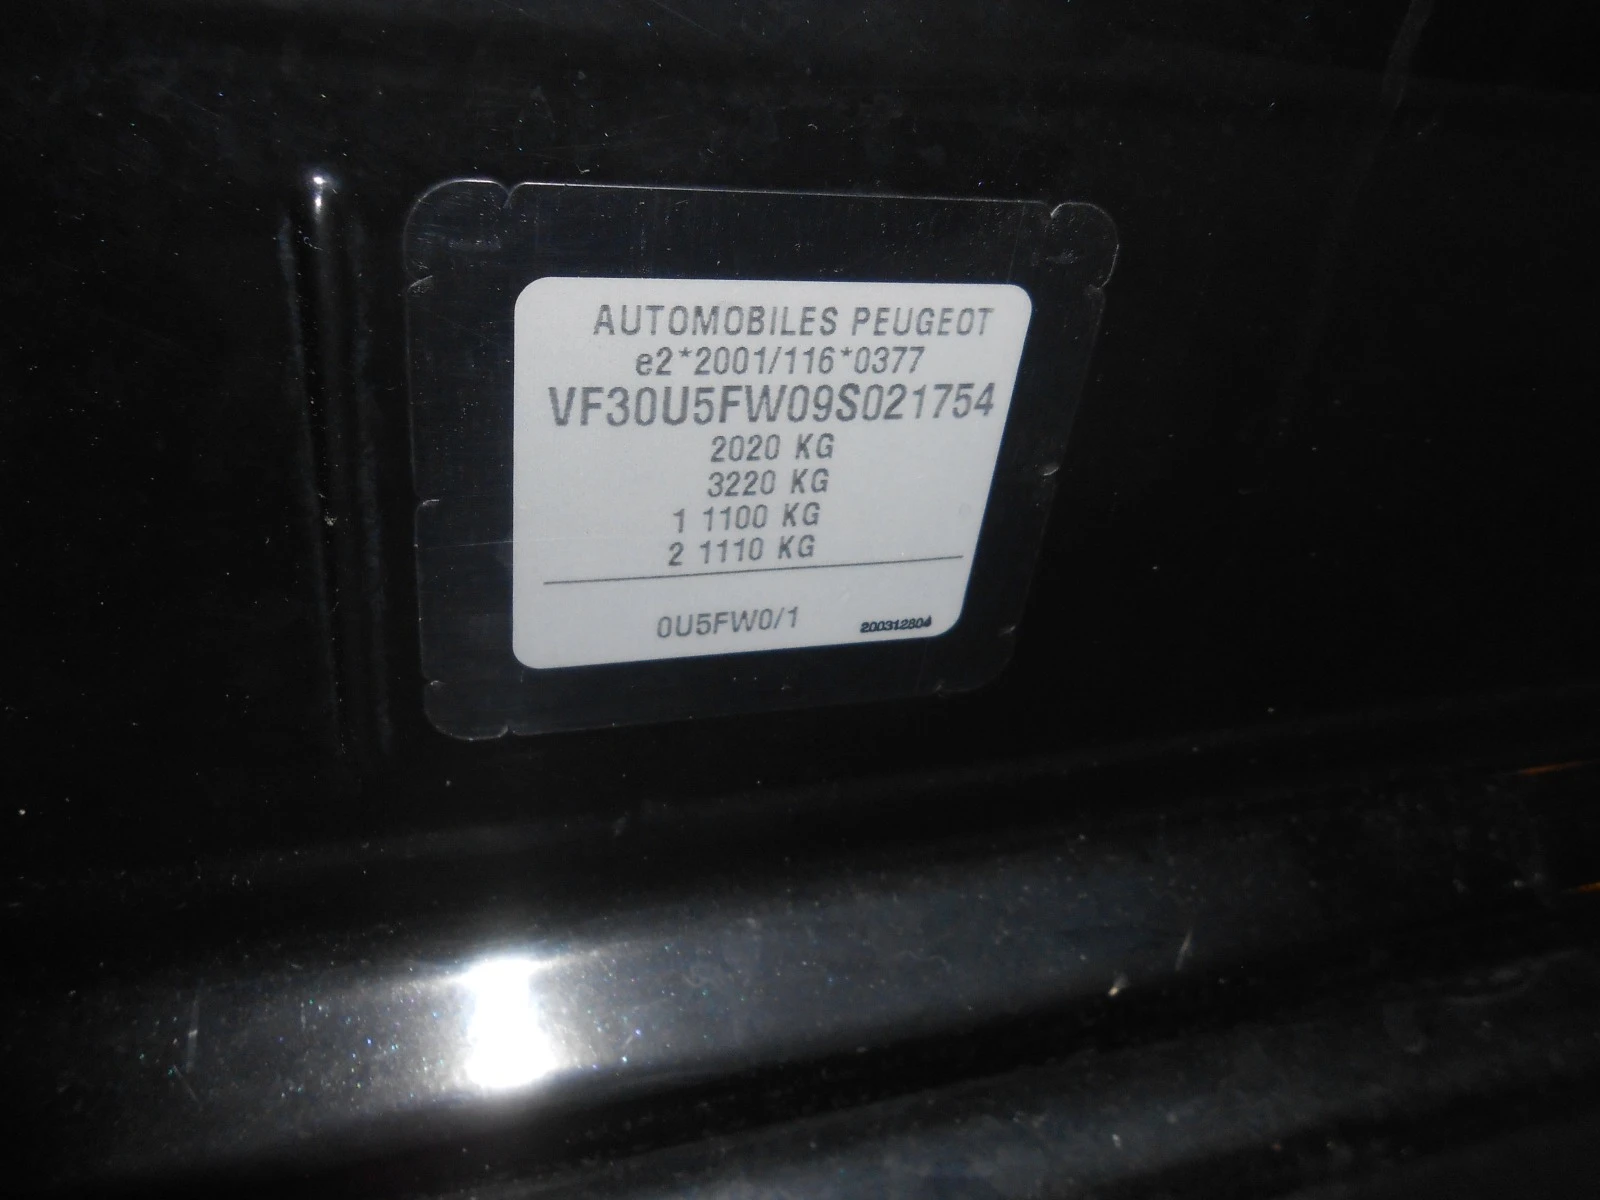 AUTOMOBILES PEUGEOT
e2*2001/116*0377
VF30U5FW09S021754
2020 KG
3220 KG
1 1100 KG
2 1110 KG
0U5FW0/1
200312804